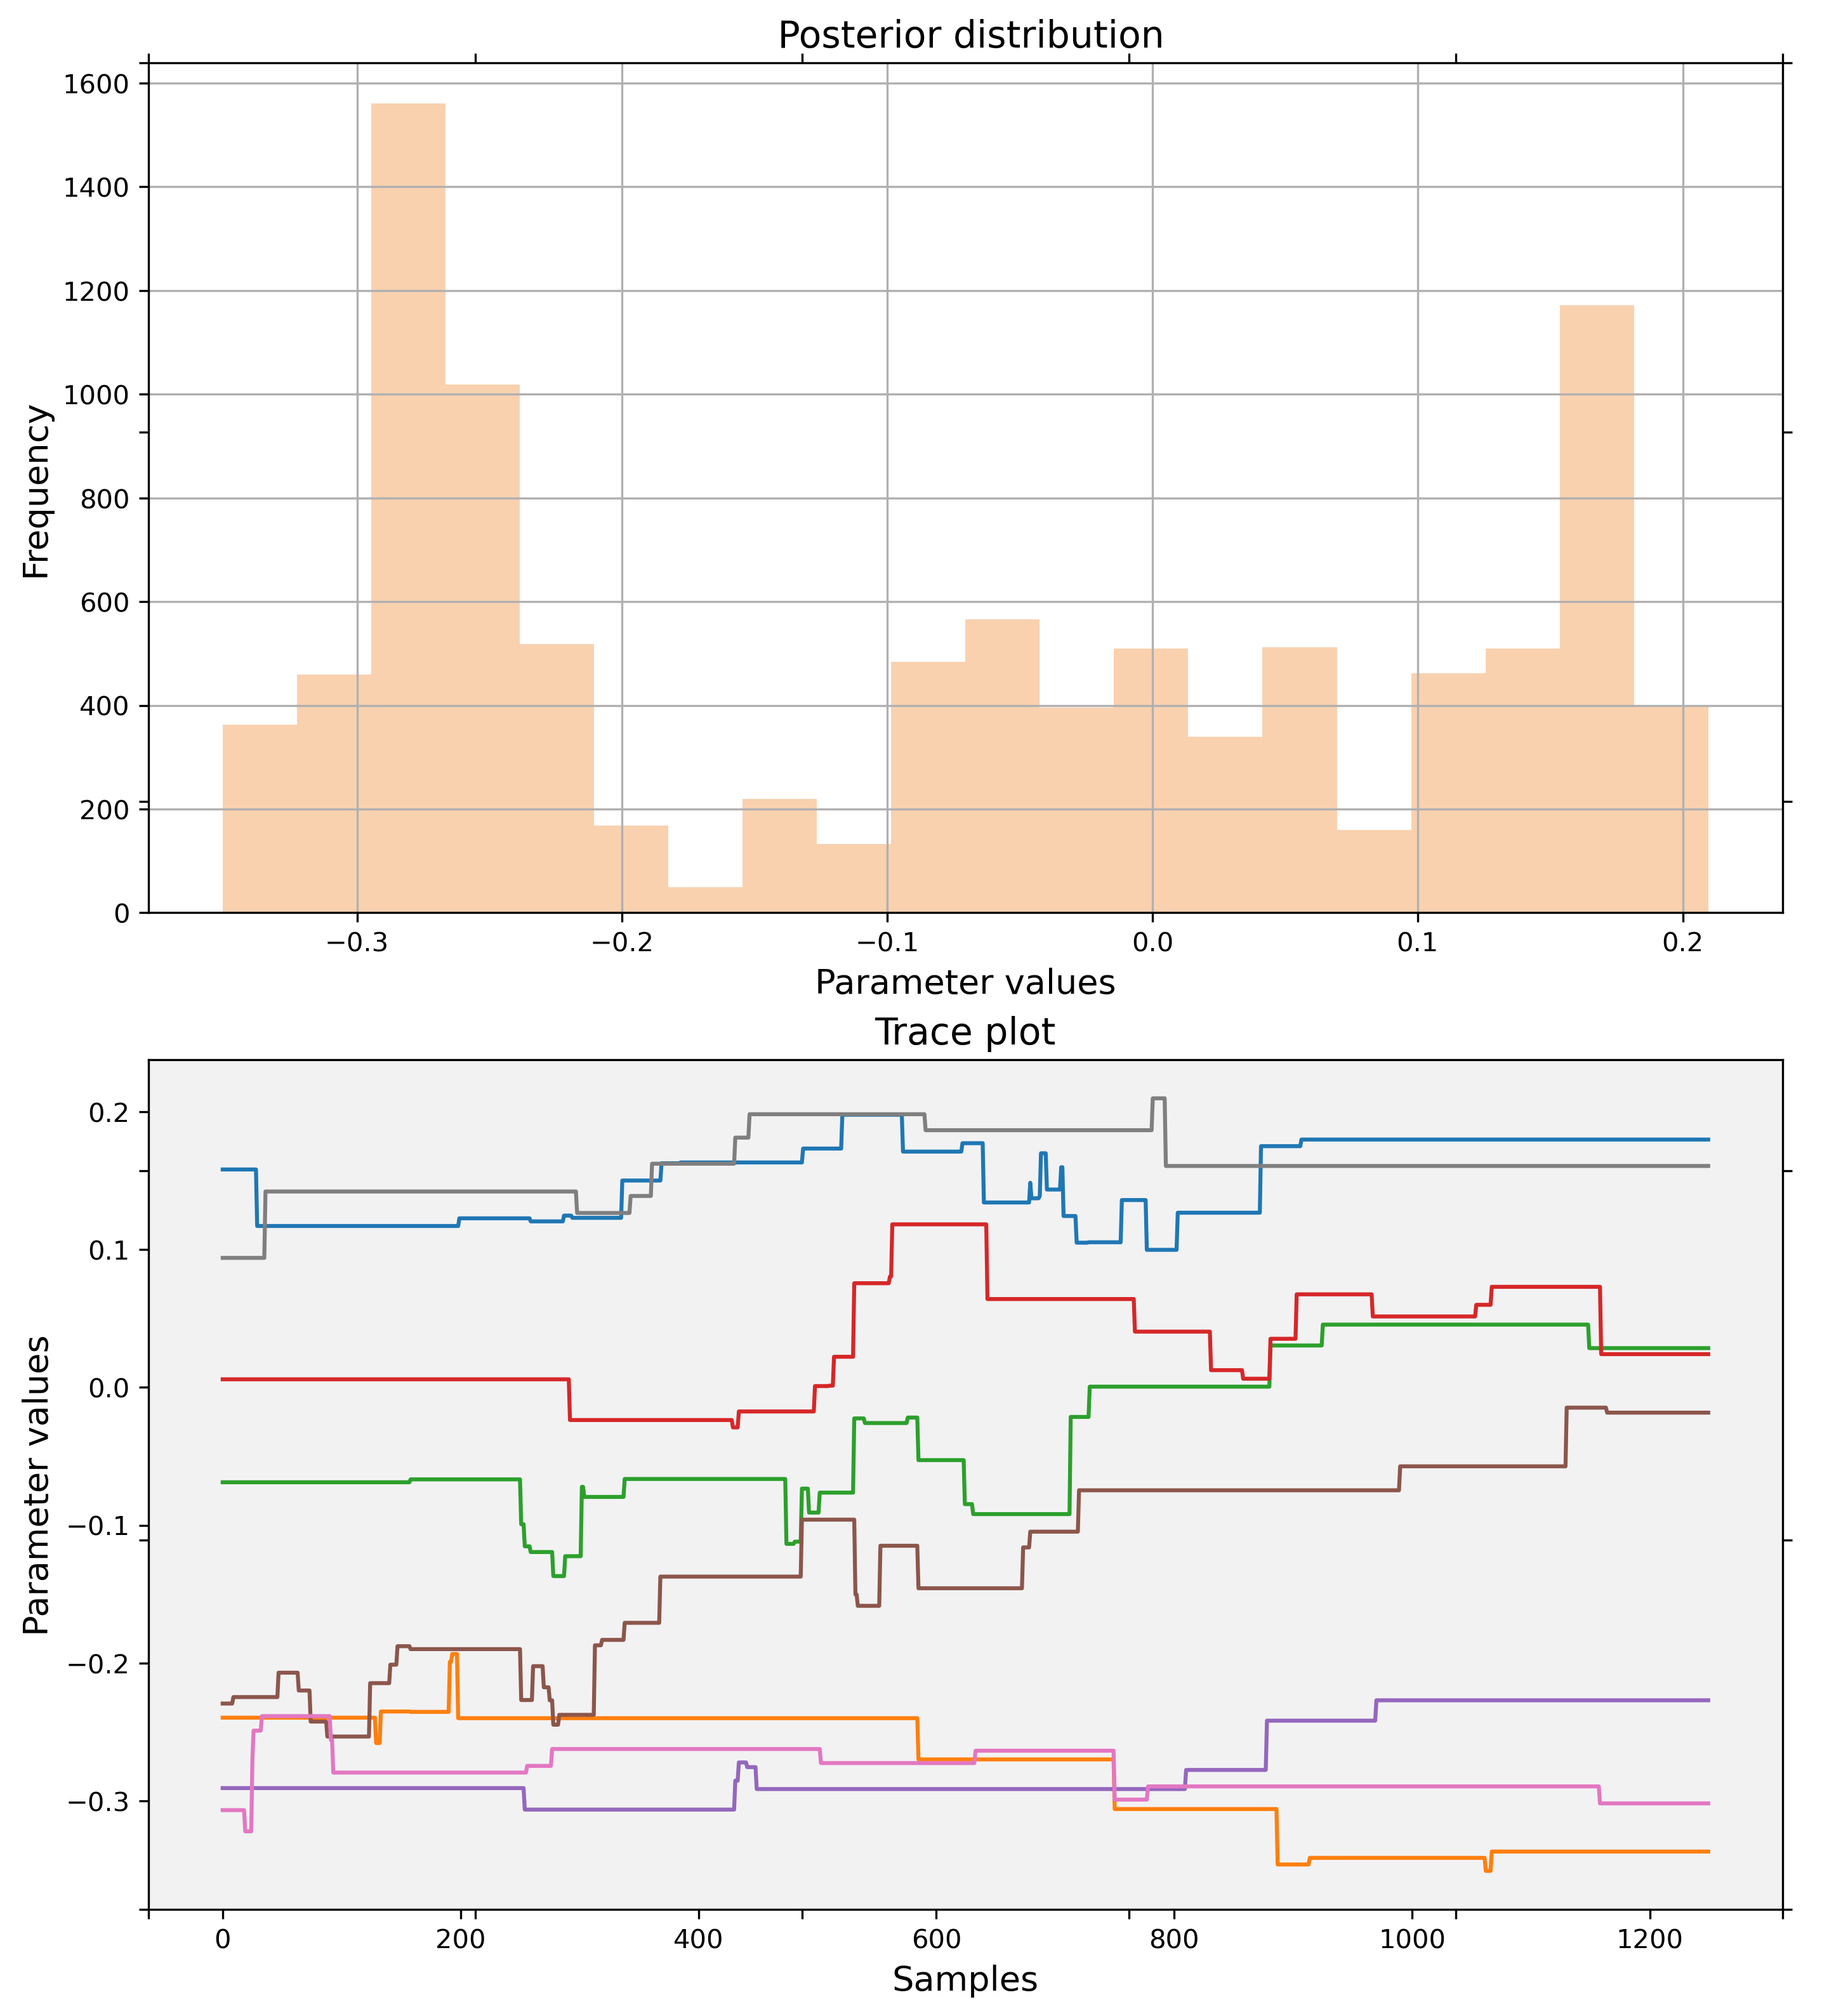 Posterior distribution
1600
1400
1200
1000
800
600
400
200
0
Frequency
−0.3 −0.2 −0.1 0.0 0.1 0.2
Parameter values
Trace plot
0.2
0.1
0.0
−0.1
−0.2
−0.3
Parameter values
0 200 400 600 800 1000 1200
Samples